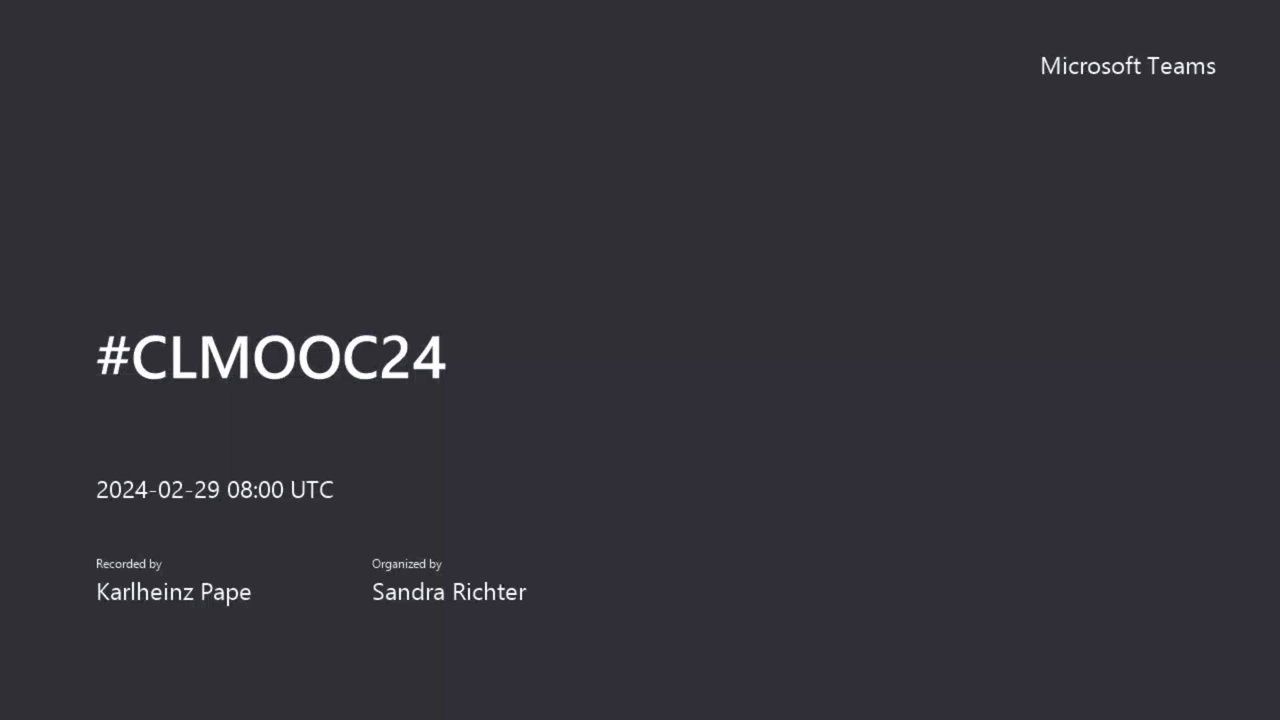 Microsoft Teams
#CLMOOC24
2024-02-29 08:00 UTC
Recorded by
Karlheinz Pape
Organized by
Sandra Richter